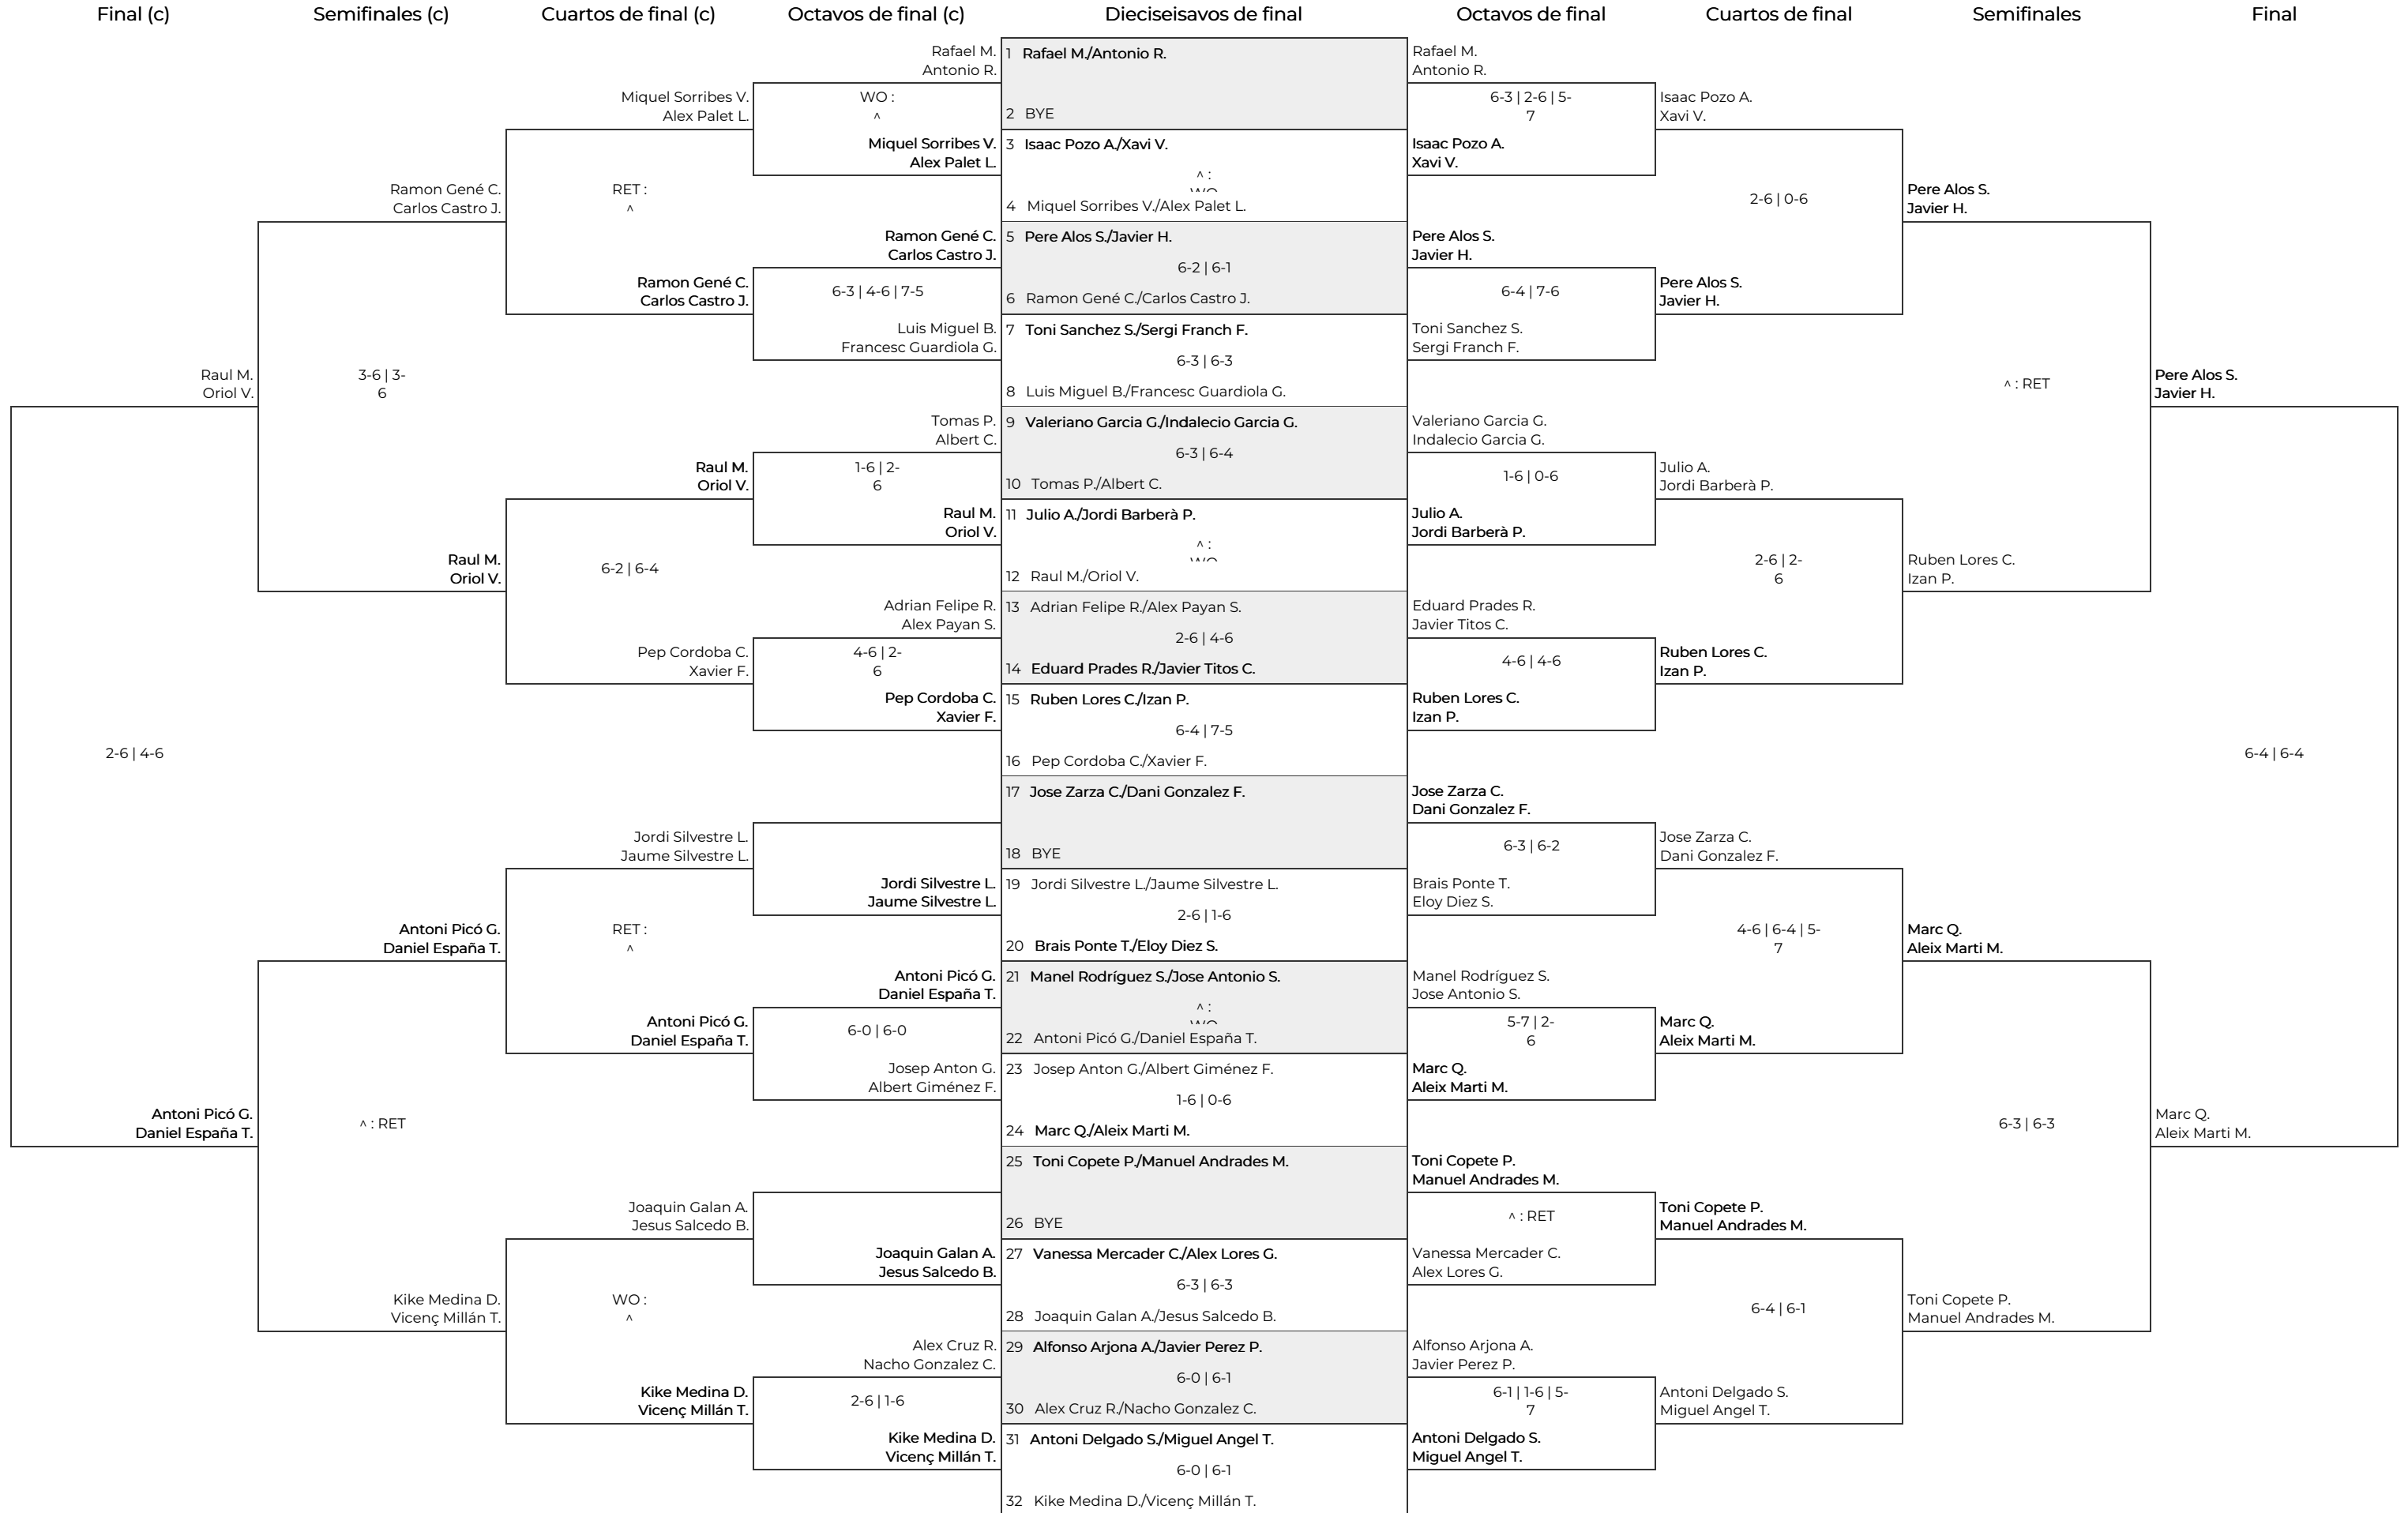 Final (c)
Semifinales (c)
Cuartos de final (c)
Octavos de final (c)
Dieciseisavos de final
Octavos de final
Cuartos de final
Semifinales
Final
Raul M.
Oriol V.
2-6 | 4-6
Antoni Picó G.
Daniel España T.
Ramon Gené C.
Carlos Castro J.
3-6 | 3-
6
Raul M.
Oriol V.
Antoni Picó G.
Daniel España T.
^ : RET
Kike Medina D.
Vicenç Millán T.
Miquel Sorribes V.
Alex Palet L.
RET :
^
Ramon Gené C.
Carlos Castro J.
Raul M.
Oriol V.
6-2 | 6-4
Pep Cordoba C.
Xavier F.
Jordi Silvestre L.
Jaume Silvestre L.
RET :
^
Antoni Picó G.
Daniel España T.
Joaquin Galan A.
Jesus Salcedo B.
WO :
^
Kike Medina D.
Vicenç Millán T.
Rafael M.
Antonio R.
WO :
^
Miquel Sorribes V.
Alex Palet L.
Ramon Gené C.
Carlos Castro J.
6-3 | 4-6 | 7-5
Luis Miguel B.
Francesc Guardiola G.
Tomas P.
Albert C.
1-6 | 2-
6
Raul M.
Oriol V.
Adrian Felipe R.
Alex Payan S.
4-6 | 2-
6
Pep Cordoba C.
Xavier F.
Jordi Silvestre L.
Jaume Silvestre L.
Antoni Picó G.
Daniel España T.
6-0 | 6-0
Josep Anton G.
Albert Giménez F.
Joaquin Galan A.
Jesus Salcedo B.
Alex Cruz R.
Nacho Gonzalez C.
2-6 | 1-6
Kike Medina D.
Vicenç Millán T.
1 Rafael M./Antonio R.
2 BYE
3 Isaac Pozo A./Xavi V.
^ :
WO
4 Miquel Sorribes V./Alex Palet L.
5 Pere Alos S./Javier H.
6-2 | 6-1
6 Ramon Gené C./Carlos Castro J.
7 Toni Sanchez S./Sergi Franch F.
6-3 | 6-3
8 Luis Miguel B./Francesc Guardiola G.
9 Valeriano Garcia G./Indalecio Garcia G.
6-3 | 6-4
10 Tomas P./Albert C.
11 Julio A./Jordi Barberà P.
^ :
WO
12 Raul M./Oriol V.
13 Adrian Felipe R./Alex Payan S.
2-6 | 4-6
14 Eduard Prades R./Javier Titos C.
15 Ruben Lores C./Izan P.
6-4 | 7-5
16 Pep Cordoba C./Xavier F.
17 Jose Zarza C./Dani Gonzalez F.
18 BYE
19 Jordi Silvestre L./Jaume Silvestre L.
2-6 | 1-6
20 Brais Ponte T./Eloy Diez S.
21 Manel Rodríguez S./Jose Antonio S.
^ :
WO
22 Antoni Picó G./Daniel España T.
23 Josep Anton G./Albert Giménez F.
1-6 | 0-6
24 Marc Q./Aleix Marti M.
25 Toni Copete P./Manuel Andrades M.
26 BYE
27 Vanessa Mercader C./Alex Lores G.
6-3 | 6-3
28 Joaquin Galan A./Jesus Salcedo B.
29 Alfonso Arjona A./Javier Perez P.
6-0 | 6-1
30 Alex Cruz R./Nacho Gonzalez C.
31 Antoni Delgado S./Miguel Angel T.
6-0 | 6-1
32 Kike Medina D./Vicenç Millán T.
Rafael M.
Antonio R.
6-3 | 2-6 | 5-
7
Isaac Pozo A.
Xavi V.
Pere Alos S.
Javier H.
6-4 | 7-6
Toni Sanchez S.
Sergi Franch F.
Valeriano Garcia G.
Indalecio Garcia G.
1-6 | 0-6
Julio A.
Jordi Barberà P.
Eduard Prades R.
Javier Titos C.
4-6 | 4-6
Ruben Lores C.
Izan P.
Jose Zarza C.
Dani Gonzalez F.
6-3 | 6-2
Brais Ponte T.
Eloy Diez S.
Manel Rodríguez S.
Jose Antonio S.
5-7 | 2-
6
Marc Q.
Aleix Marti M.
Toni Copete P.
Manuel Andrades M.
^ : RET
Vanessa Mercader C.
Alex Lores G.
Alfonso Arjona A.
Javier Perez P.
6-1 | 1-6 | 5-
7
Antoni Delgado S.
Miguel Angel T.
Isaac Pozo A.
Xavi V.
2-6 | 0-6
Pere Alos S.
Javier H.
Julio A.
Jordi Barberà P.
2-6 | 2-
6
Ruben Lores C.
Izan P.
Jose Zarza C.
Dani Gonzalez F.
4-6 | 6-4 | 5-
7
Marc Q.
Aleix Marti M.
Toni Copete P.
Manuel Andrades M.
6-4 | 6-1
Antoni Delgado S.
Miguel Angel T.
Pere Alos S.
Javier H.
^ : RET
Ruben Lores C.
Izan P.
Marc Q.
Aleix Marti M.
6-3 | 6-3
Toni Copete P.
Manuel Andrades M.
Pere Alos S.
Javier H.
6-4 | 6-4
Marc Q.
Aleix Marti M.